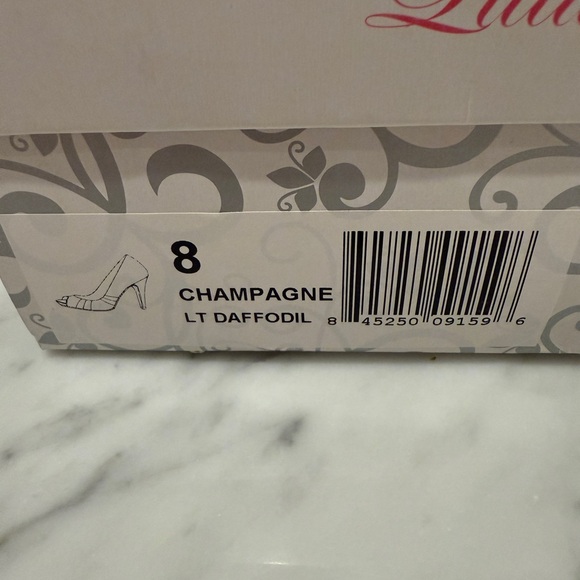 8
CHAMPAGNE
LT DAFFODIL
8 45250 09159 6